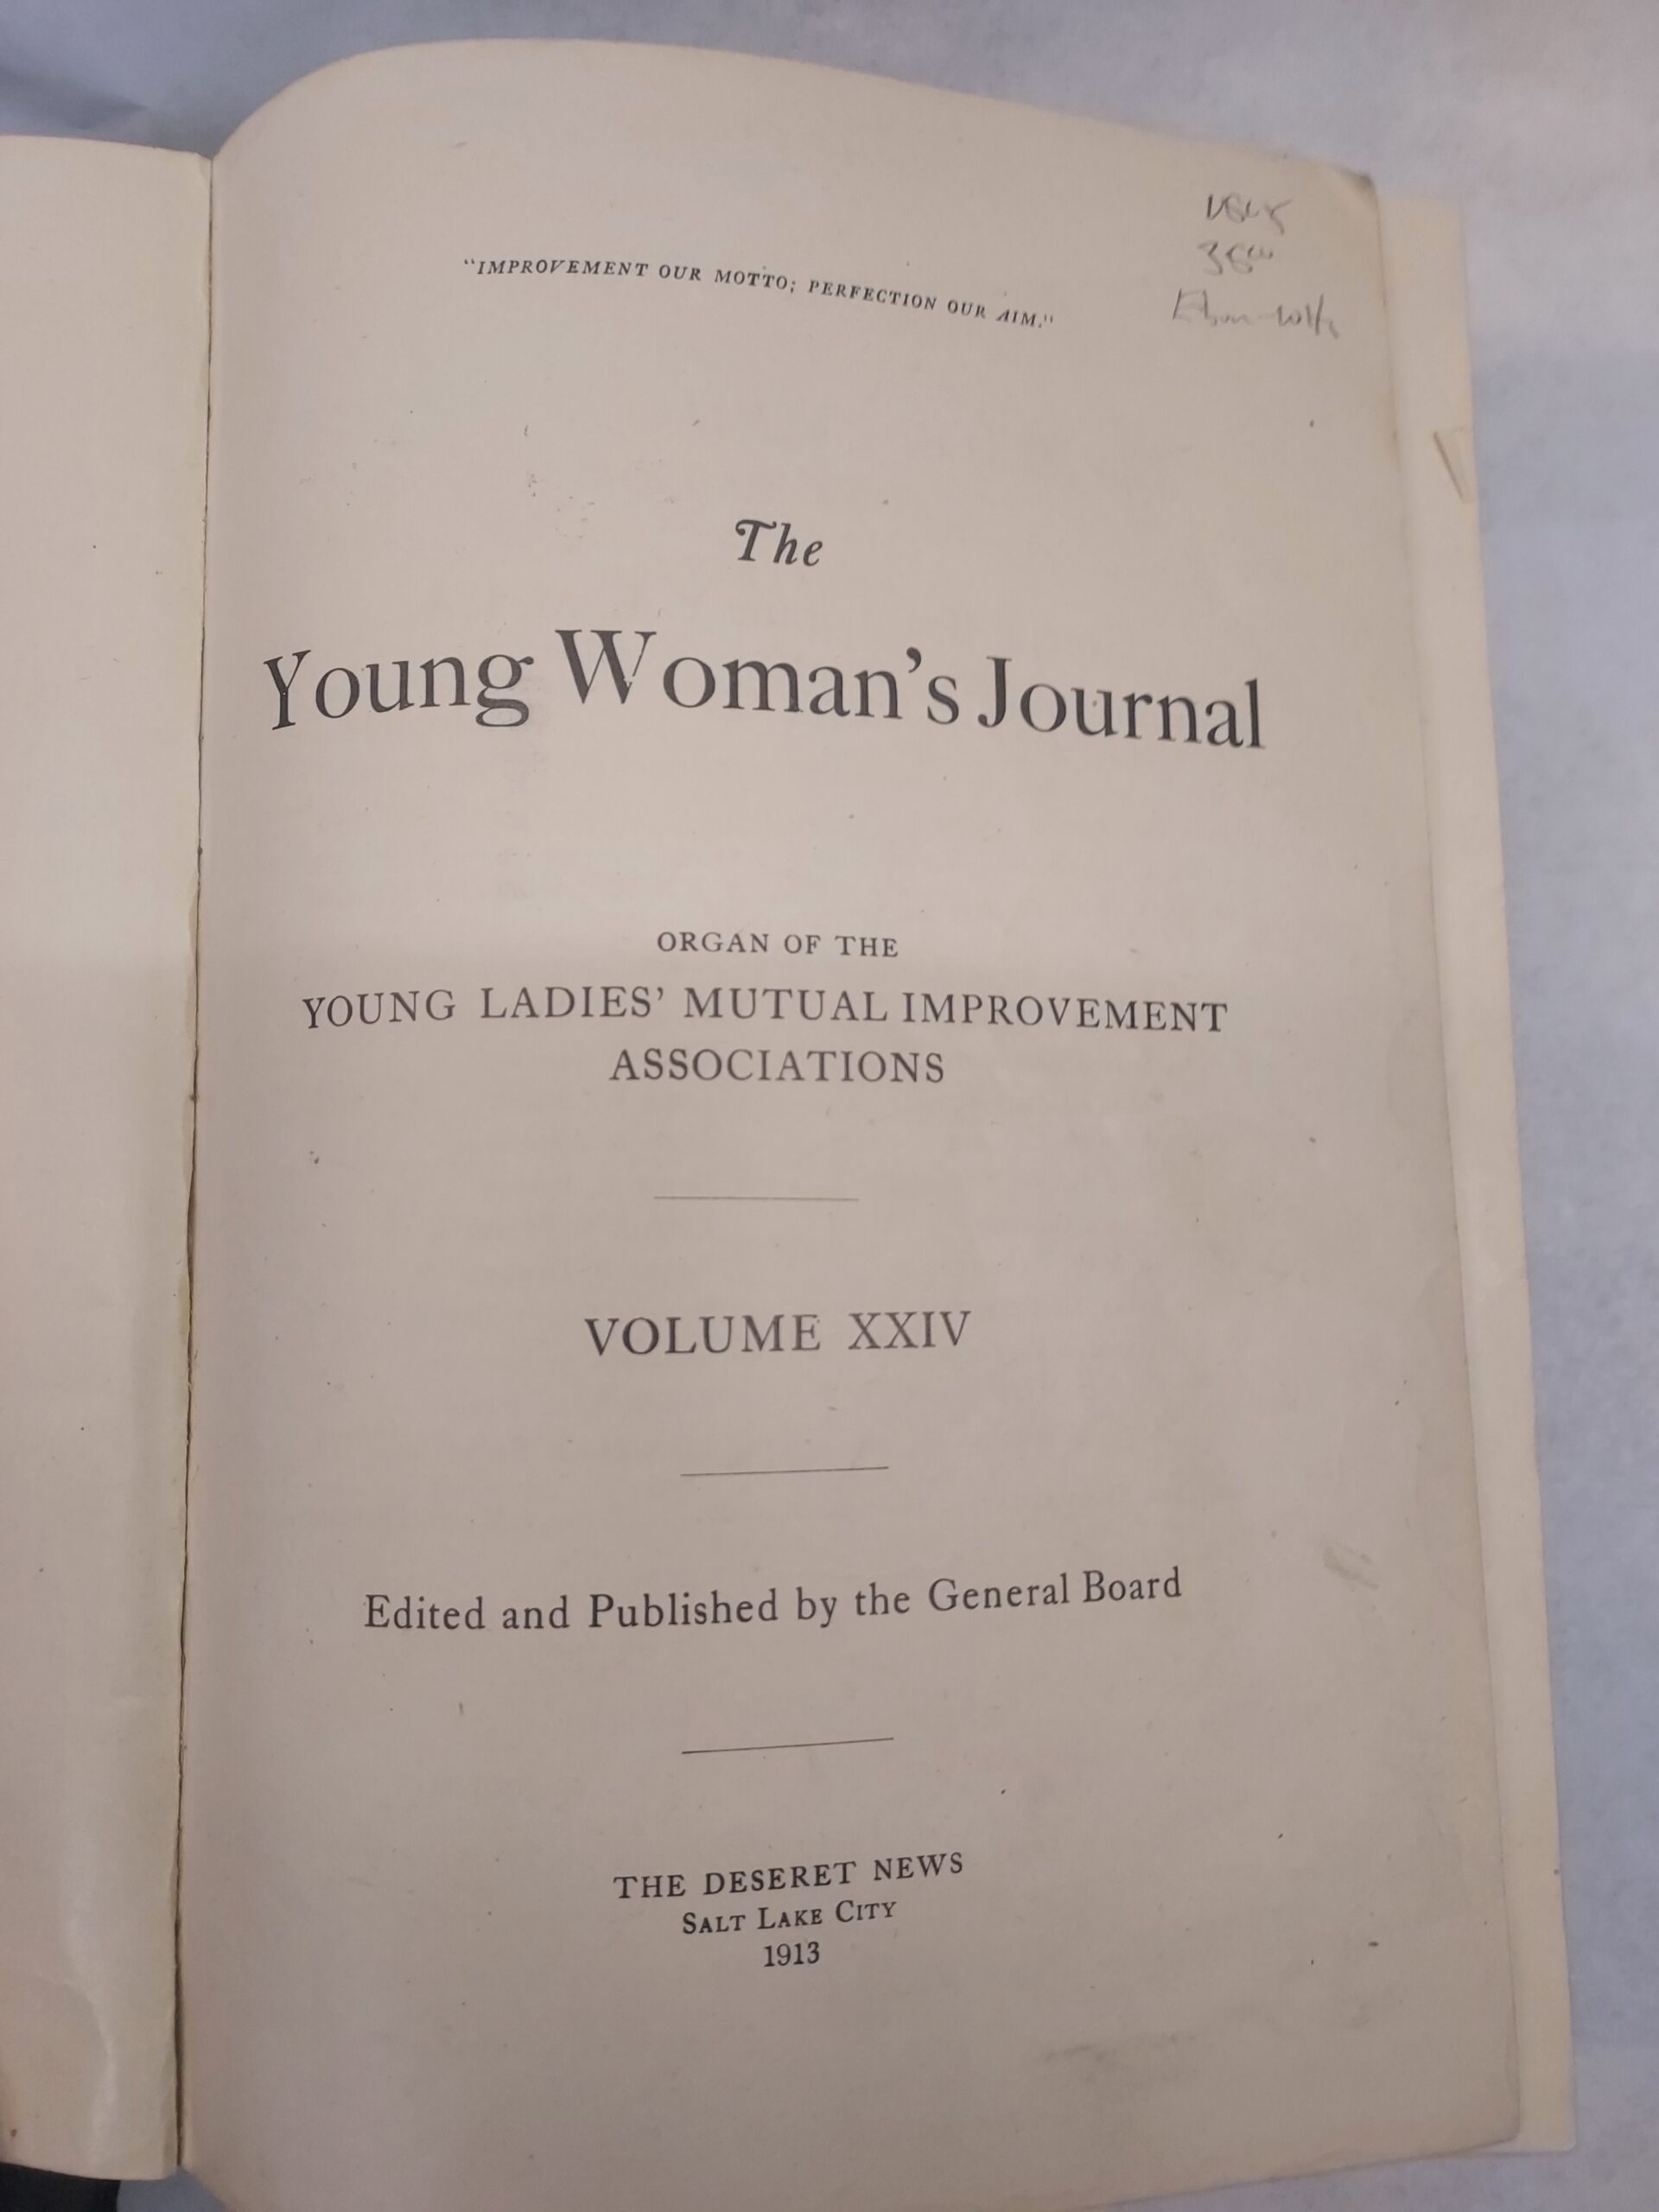 "IMPROVEMENT OUR MOTTO; PERFECTION OUR AIM."
The
Young Woman's Journal
ORGAN OF THE
YOUNG LADIES' MUTUAL IMPROVEMENT
ASSOCIATIONS
VOLUME XXIV
Edited and Published by the General Board
THE DESERET NEWS
SALT LAKE CITY
1913